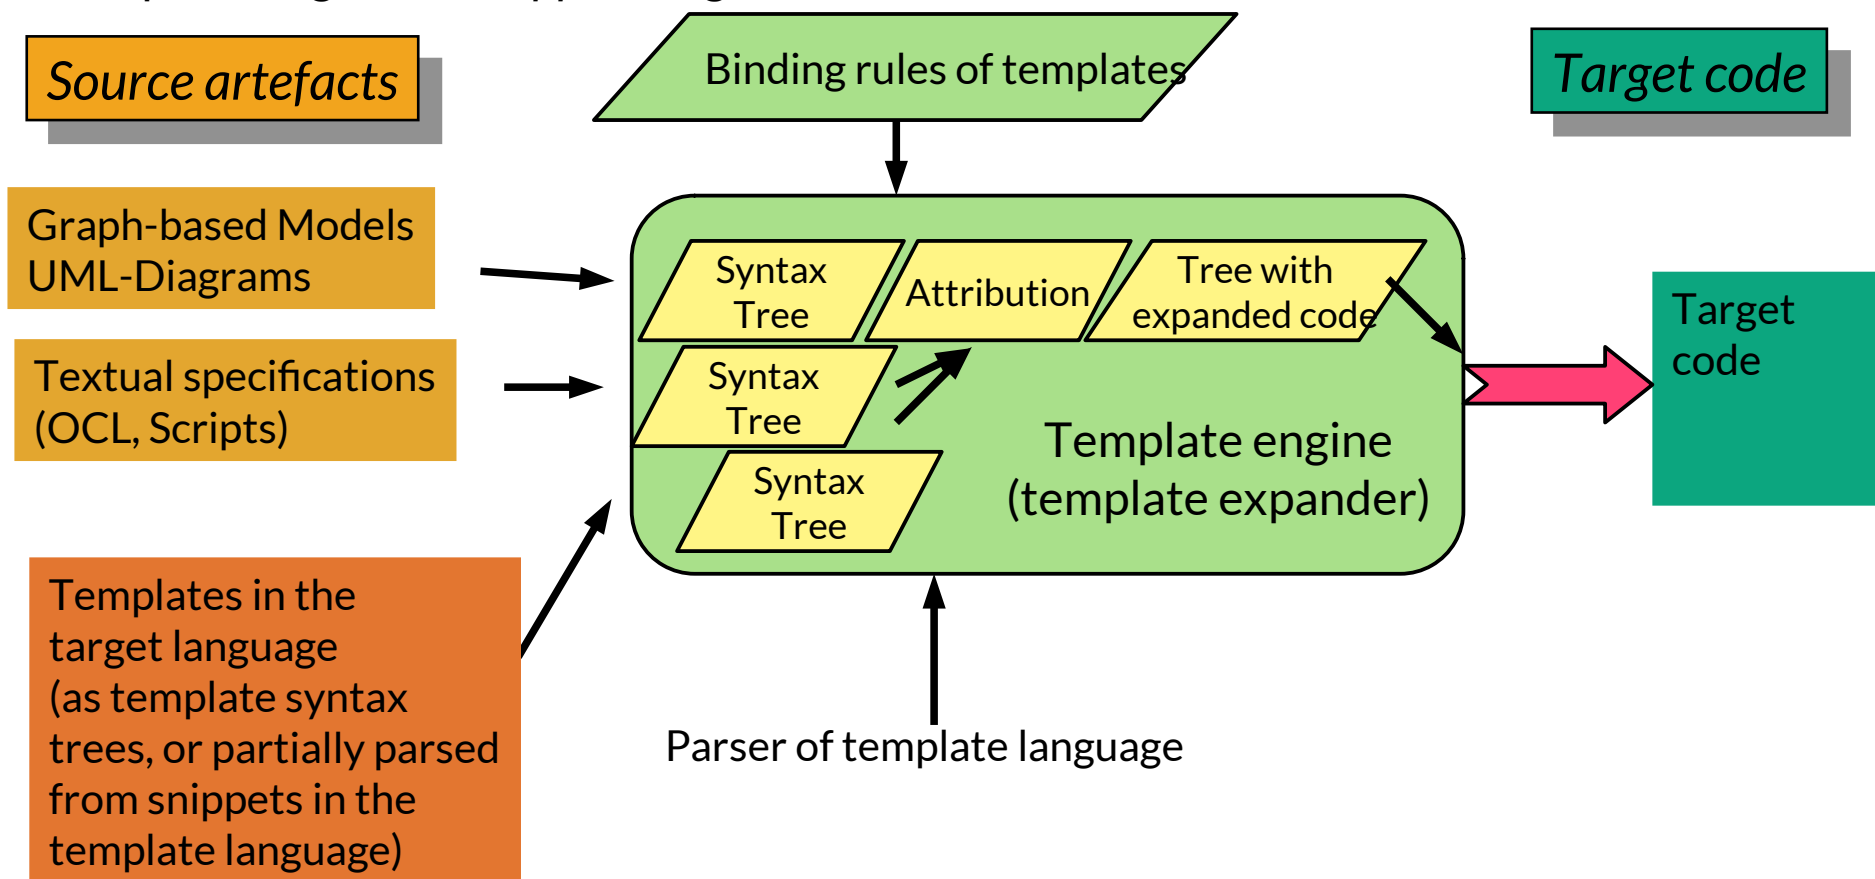 Source artefacts
Binding rules of templates
Target code
Graph-based Models
UML-Diagrams
Syntax
Tree
Attribution
Tree with
expanded code
Target
code
Textual specifications
(OCL, Scripts)
Syntax
Tree
Template engine
(template expander)
Syntax
Tree
Templates in the
target language
(as template syntax
trees, or partially parsed
from snippets in the
template language)
Parser of template language